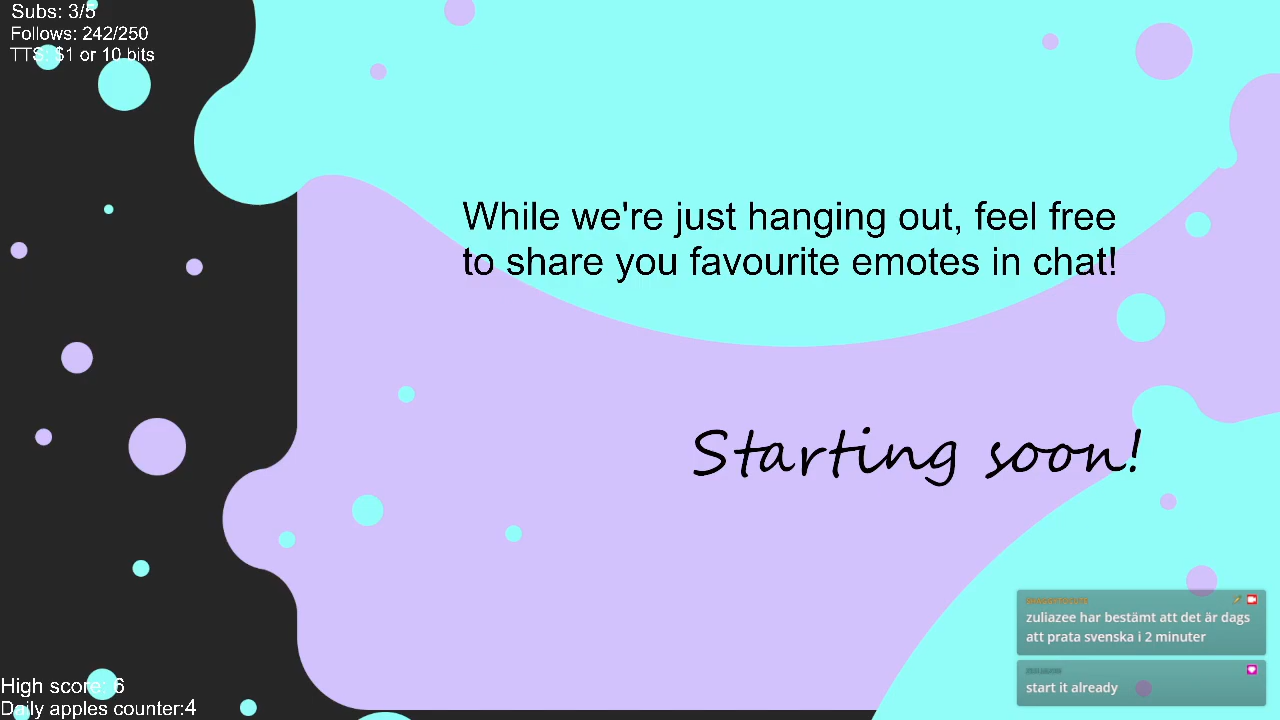 Subs: 3/5
Follows: 242/250
TTS: $1 or 10 bits
While we're just hanging out, feel free
to share you favourite emotes in chat!
Starting soon!
zuliazee har bestämt att det är dags
att prata svenska i 2 minuter
start it already
High score: 6
Daily apples counter:4